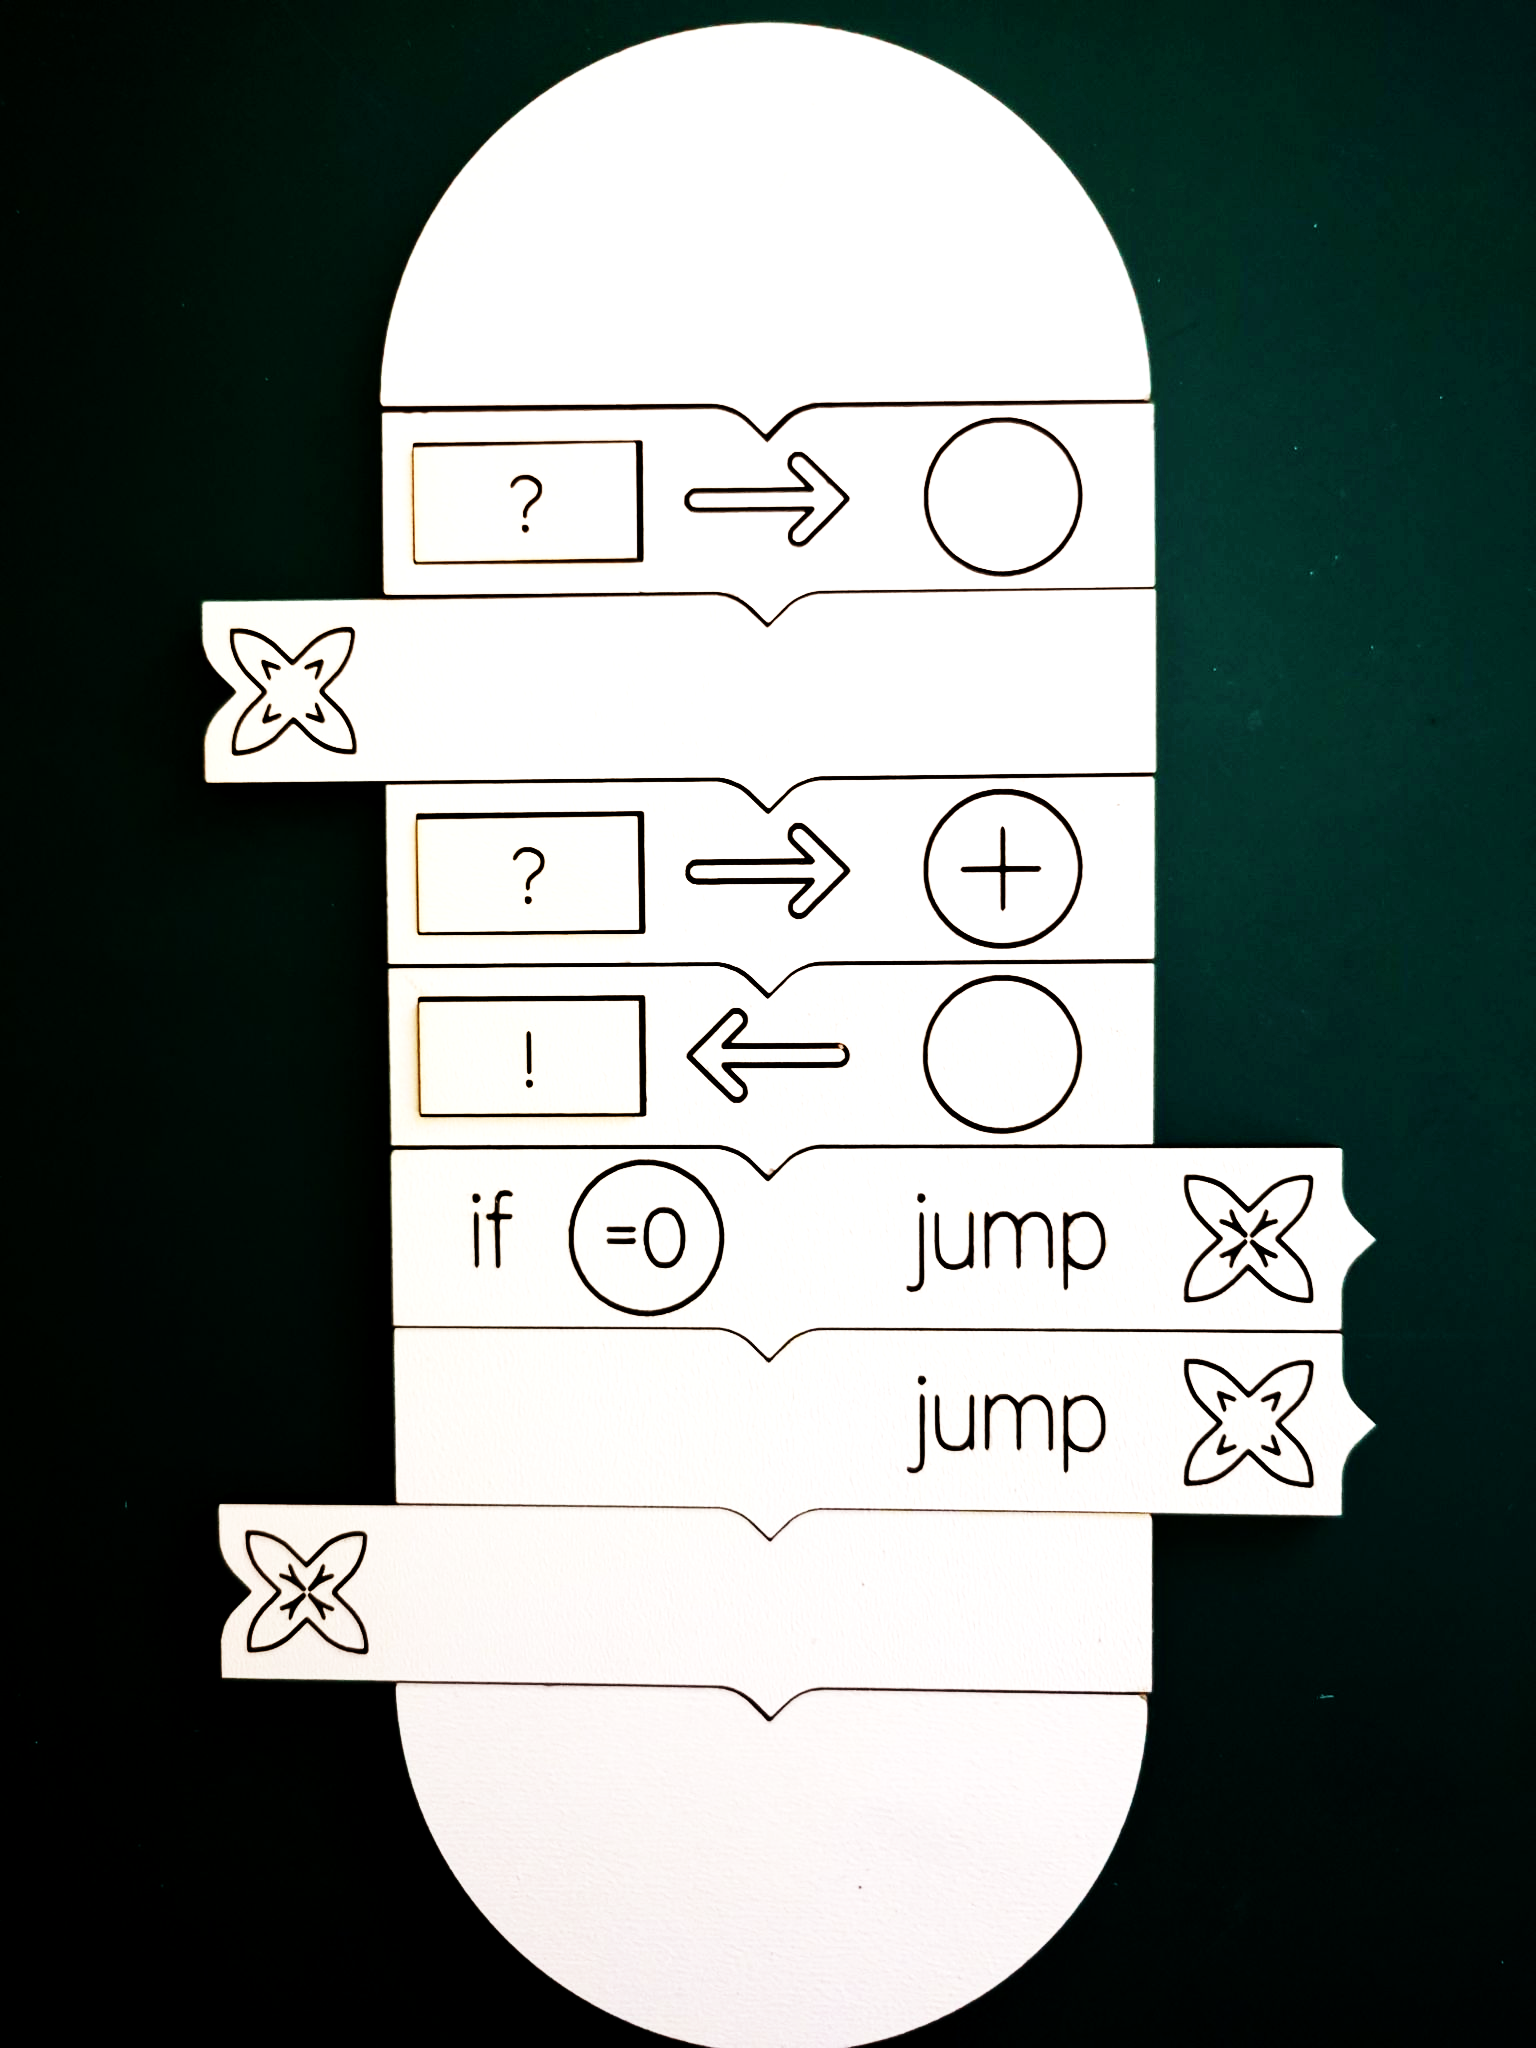 ?
? +
!
if =0 jump
jump